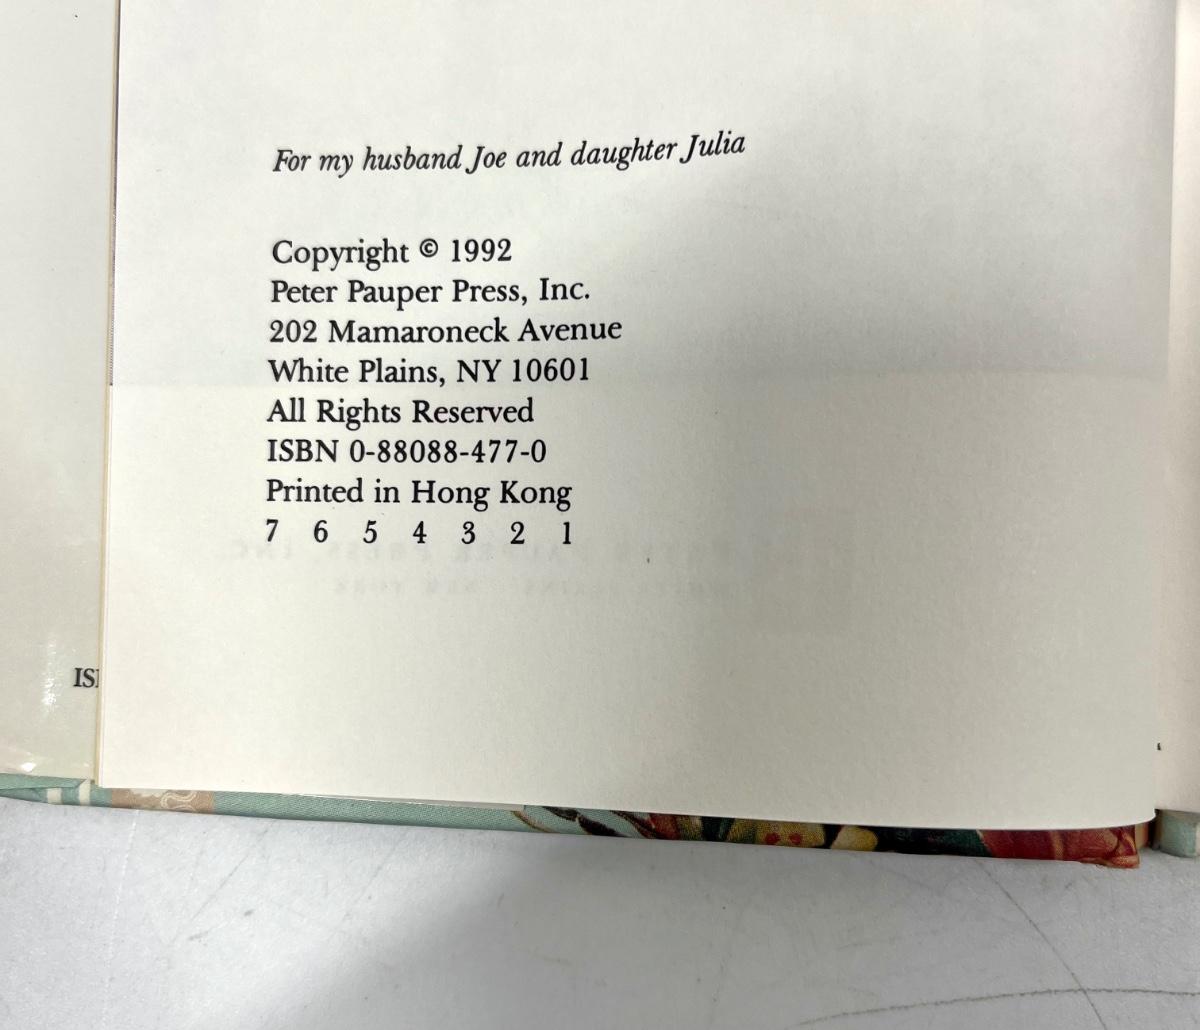 For my husband Joe and daughter Julia
Copyright © 1992
Peter Pauper Press, Inc.
202 Mamaroneck Avenue
White Plains, NY 10601
All Rights Reserved
ISBN 0-88088-477-0
Printed in Hong Kong
7 6 5 4 3 2 1